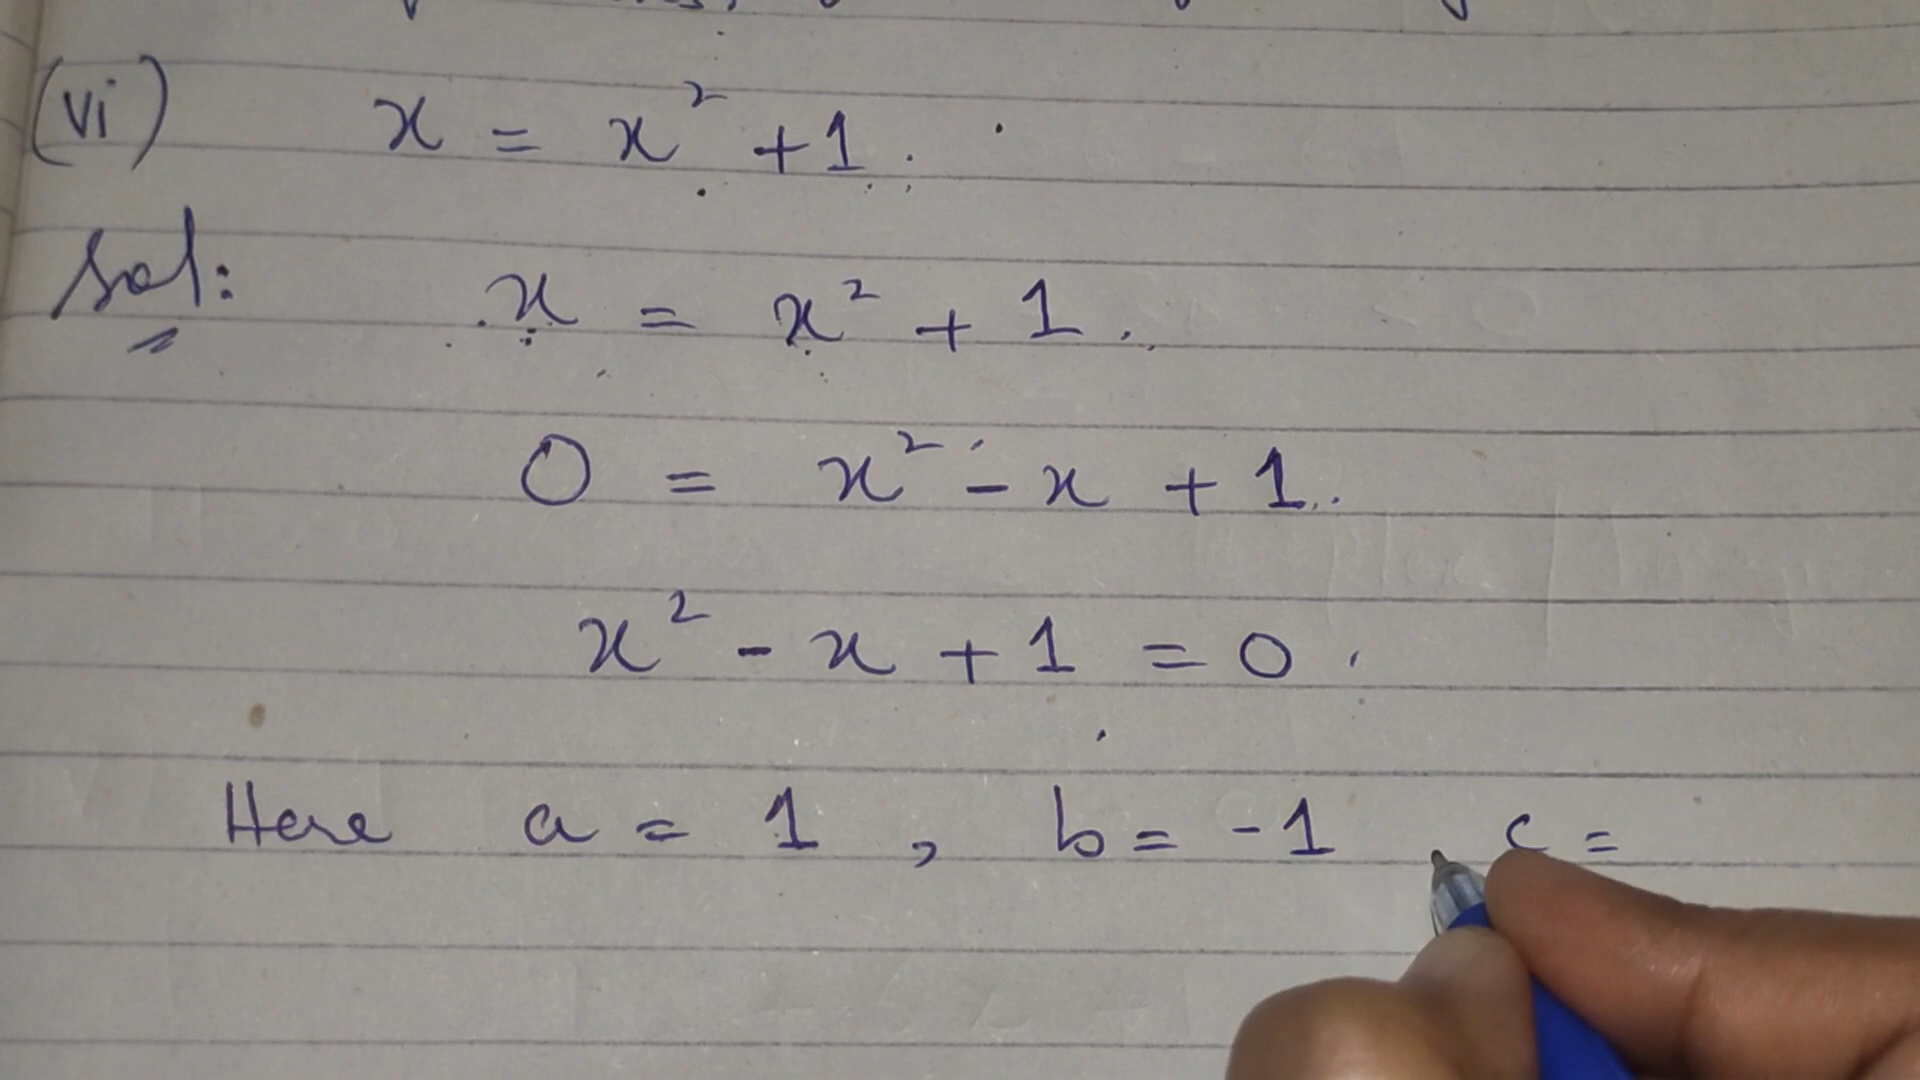 (vi) x = x² + 1.
Sol: x = x² + 1.
0 = x² - x + 1.
x² - x + 1 = 0.
Here a = 1 , b = -1 c =